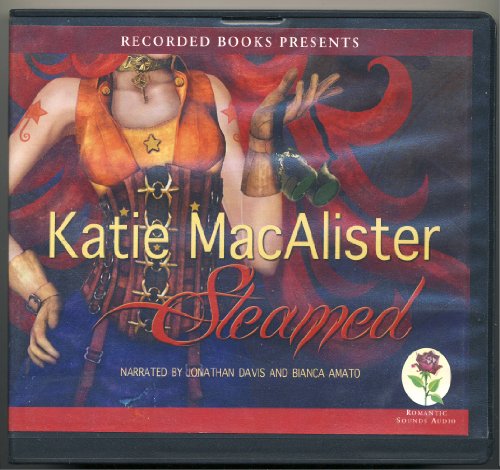 RECORDED BOOKS PRESENTS
Katie MacAlister
Steamed
NARRATED BY JONATHAN DAVIS AND BIANCA AMATO
ROMANTIC
SOUNDS AUDIO